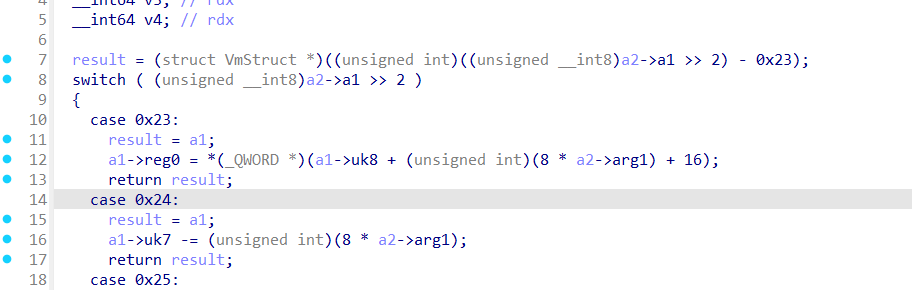 4 __int64 v3; // rdx
5 __int64 v4; // rdx
6
7 result = (struct VmStruct *)((unsigned int)((unsigned __int8)a2->a1 >> 2) - 0x23);
8 switch ( (unsigned __int8)a2->a1 >> 2 )
9 {
10 case 0x23:
11 result = a1;
12 a1->reg0 = *(_QWORD *)(a1->uk8 + (unsigned int)(8 * a2->arg1) + 16);
13 return result;
14 case 0x24:
15 result = a1;
16 a1->uk7 -= (unsigned int)(8 * a2->arg1);
17 return result;
18 case 0x25: